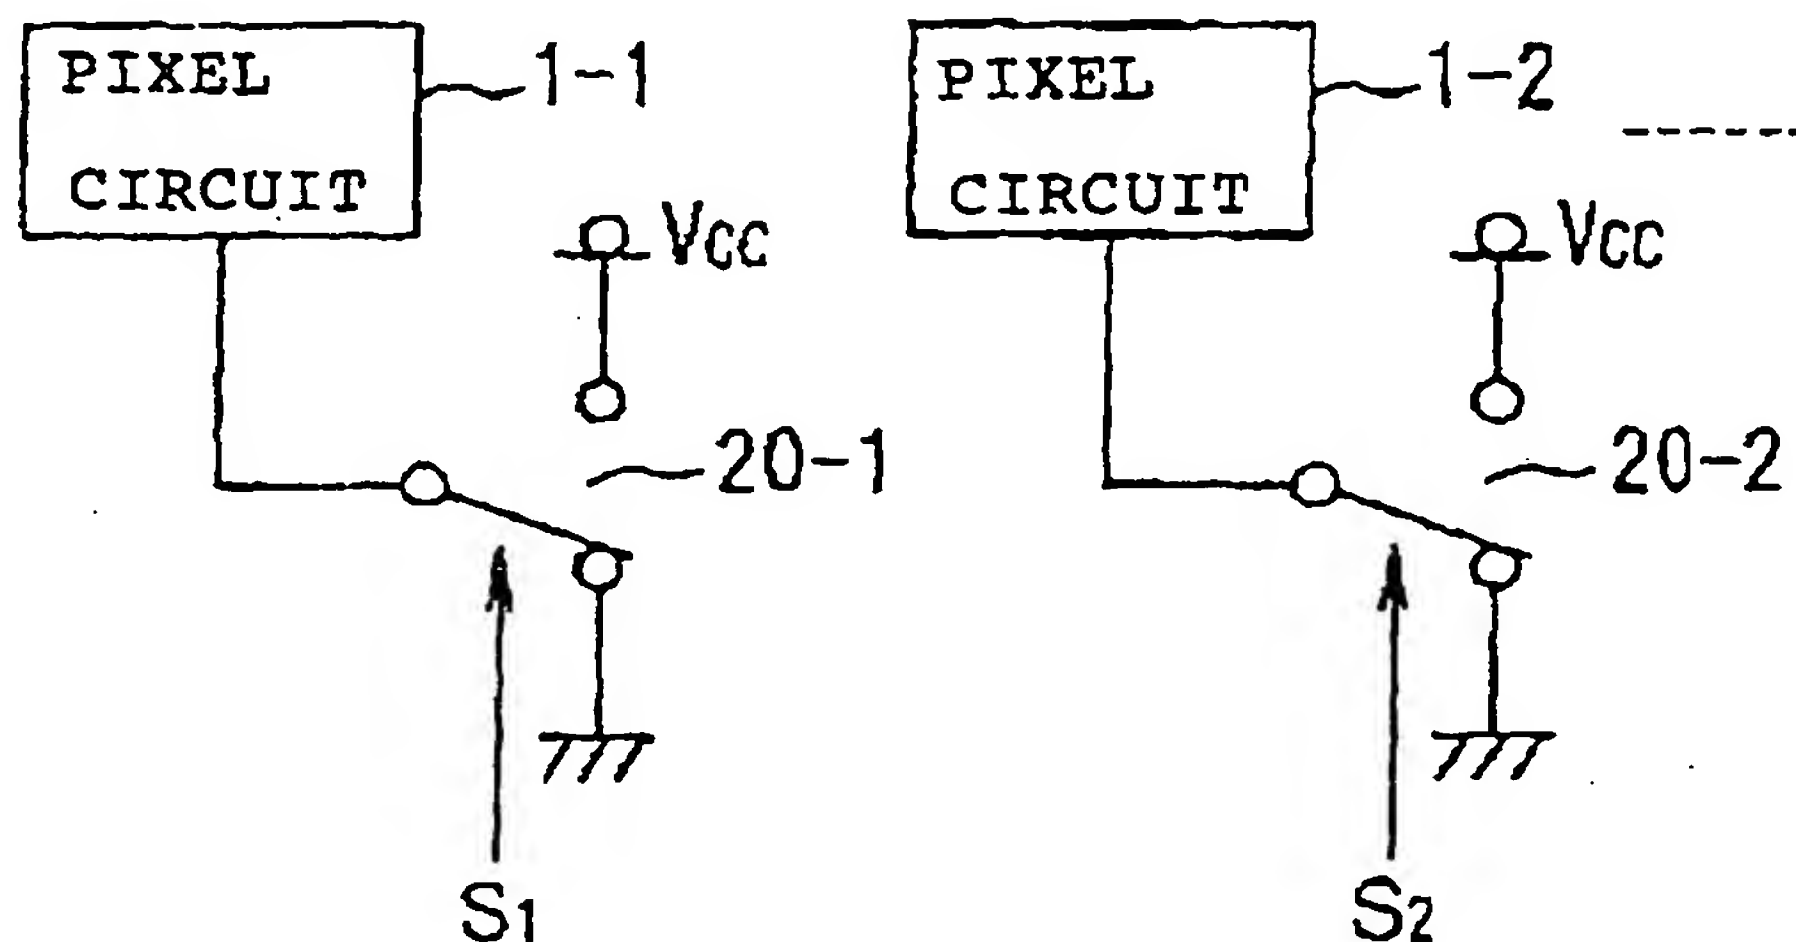 PIXEL
CIRCUIT
1-1
VCC
20-1
S1
PIXEL
CIRCUIT
1-2
VCC
20-2
S2